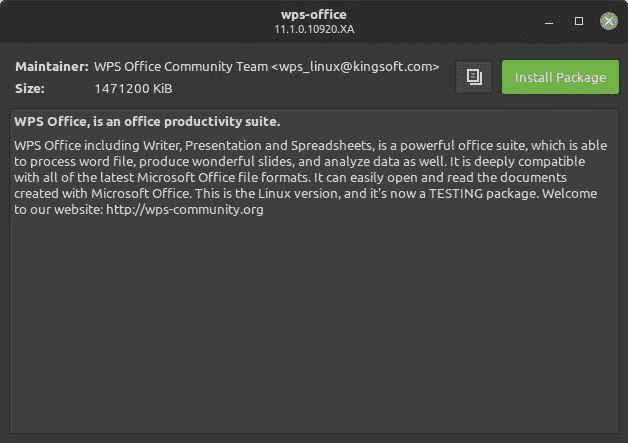 wps-office
11.1.0.10920.XA
Maintainer: WPS Office Community Team <wps_linux@kingsoft.com>
Size: 1471200 KiB
Install Package
WPS Office, is an office productivity suite.
WPS Office including Writer, Presentation and Spreadsheets, is a powerful office suite, which is able
to process word file, produce wonderful slides, and analyze data as well. It is deeply compatible
with all of the latest Microsoft Office file formats. It can easily open and read the documents
created with Microsoft Office. This is the Linux version, and it's now a TESTING package. Welcome
to our website: http://wps-community.org